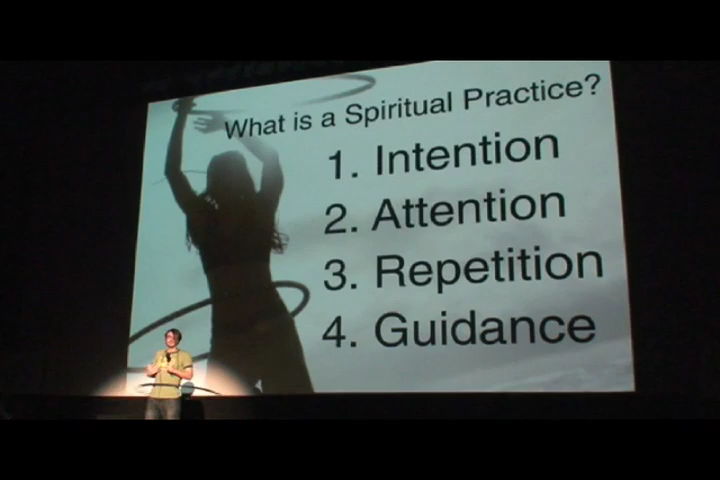 What is a Spiritual Practice?
1. Intention
2. Attention
3. Repetition
4. Guidance